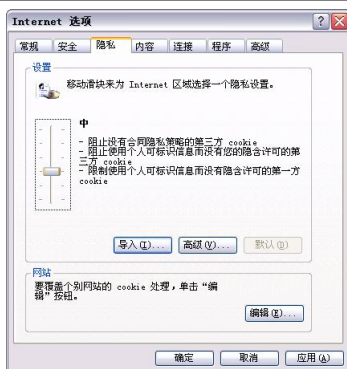 Internet 选项
常规 安全 隐私 内容 连接 程序 高级
设置
移动滑块来为 Internet 区域选择一个隐私设置。
中
- 阻止没有合同隐私策略的第三方 cookie
- 阻止使用个人可标识信息而没有您的隐含许可的第
三方 cookie
- 限制使用个人可标识信息而没有隐含许可的第一方
cookie
导入(I)... 高级(V)... 默认(D)
网站
要覆盖个别网站的 cookie 处理，单击“编
辑”按钮。
编辑(E)...
确定 取消 应用(A)